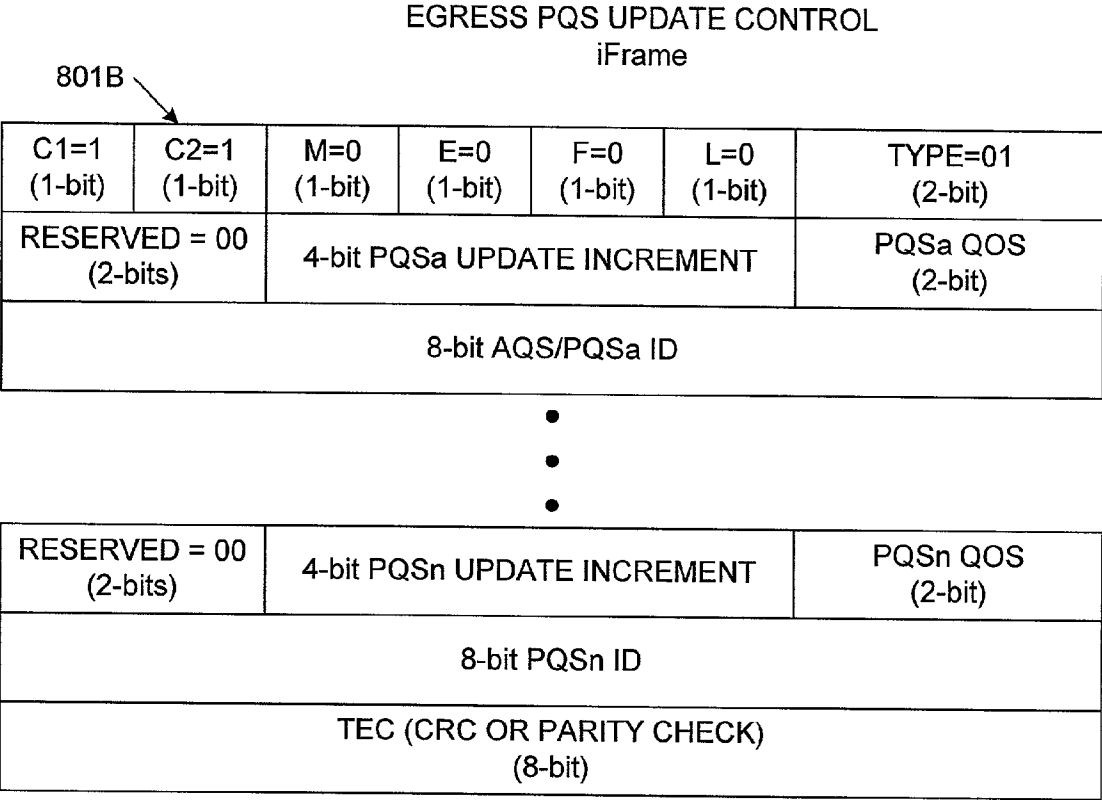 EGRESS PQS UPDATE CONTROL
iFrame
801B
C1=1 C2=1 M=0 E=0 F=0 L=0 TYPE=01
(1-bit) (1-bit) (1-bit) (1-bit) (1-bit) (1-bit) (2-bit)
RESERVED = 00 4-bit PQSa UPDATE INCREMENT PQSa QOS
(2-bits) (2-bit)
8-bit AQS/PQSa ID
RESERVED = 00 4-bit PQSn UPDATE INCREMENT PQSn QOS
(2-bits) (2-bit)
8-bit PQSn ID
TEC (CRC OR PARITY CHECK)
(8-bit)